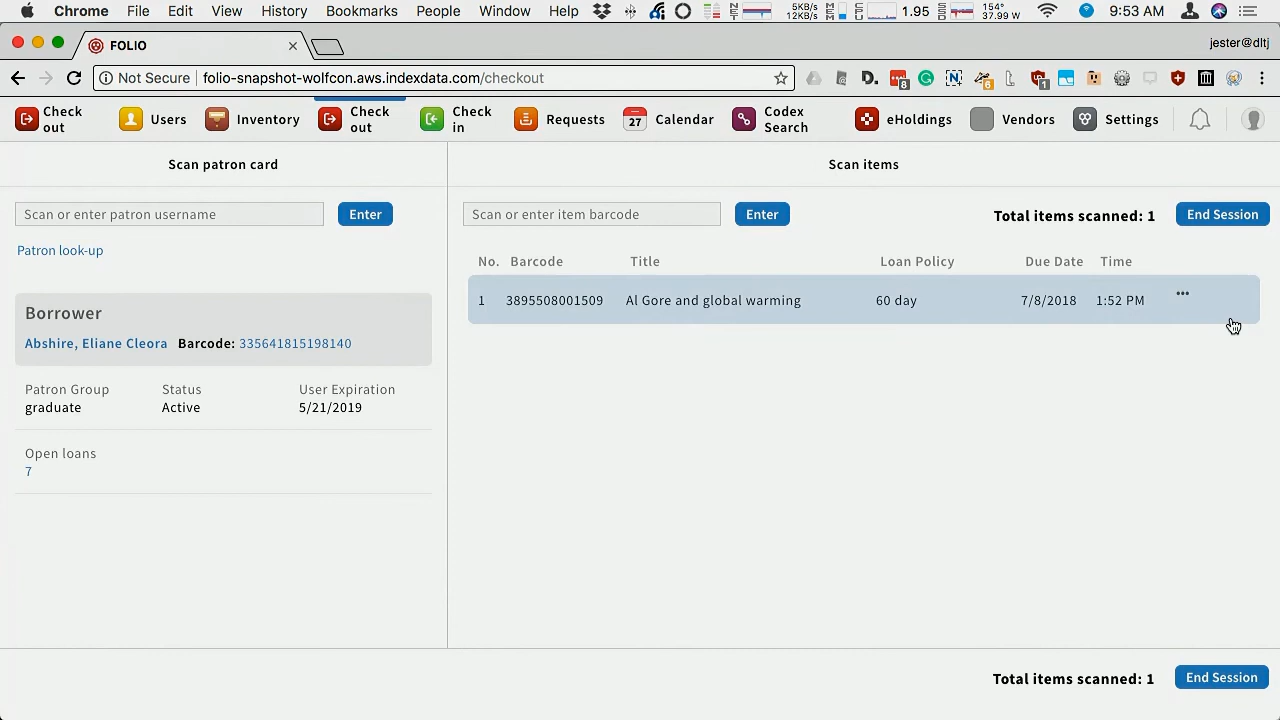 Chrome File Edit View History Bookmarks People Window Help 5KB/s 12KB/s 1.95 154° 37.99 W 9:53 AM
FOLIO jester@dltj
Not Secure folio-snapshot-wolfcon.aws.indexdata.com/checkout
Check out Users Inventory Check out Check in Requests 27 Calendar Codex Search eHoldings Vendors Settings
Scan patron card Scan items
Scan or enter patron username Enter Scan or enter item barcode Enter Total items scanned: 1 End Session
Patron look-up
No. Barcode Title Loan Policy Due Date Time
1 3895508001509 Al Gore and global warming 60 day 7/8/2018 1:52 PM •••
Borrower
Abshire, Eliane Cleora Barcode: 335641815198140
Patron Group Status User Expiration
graduate Active 5/21/2019
Open loans
7
Total items scanned: 1 End Session